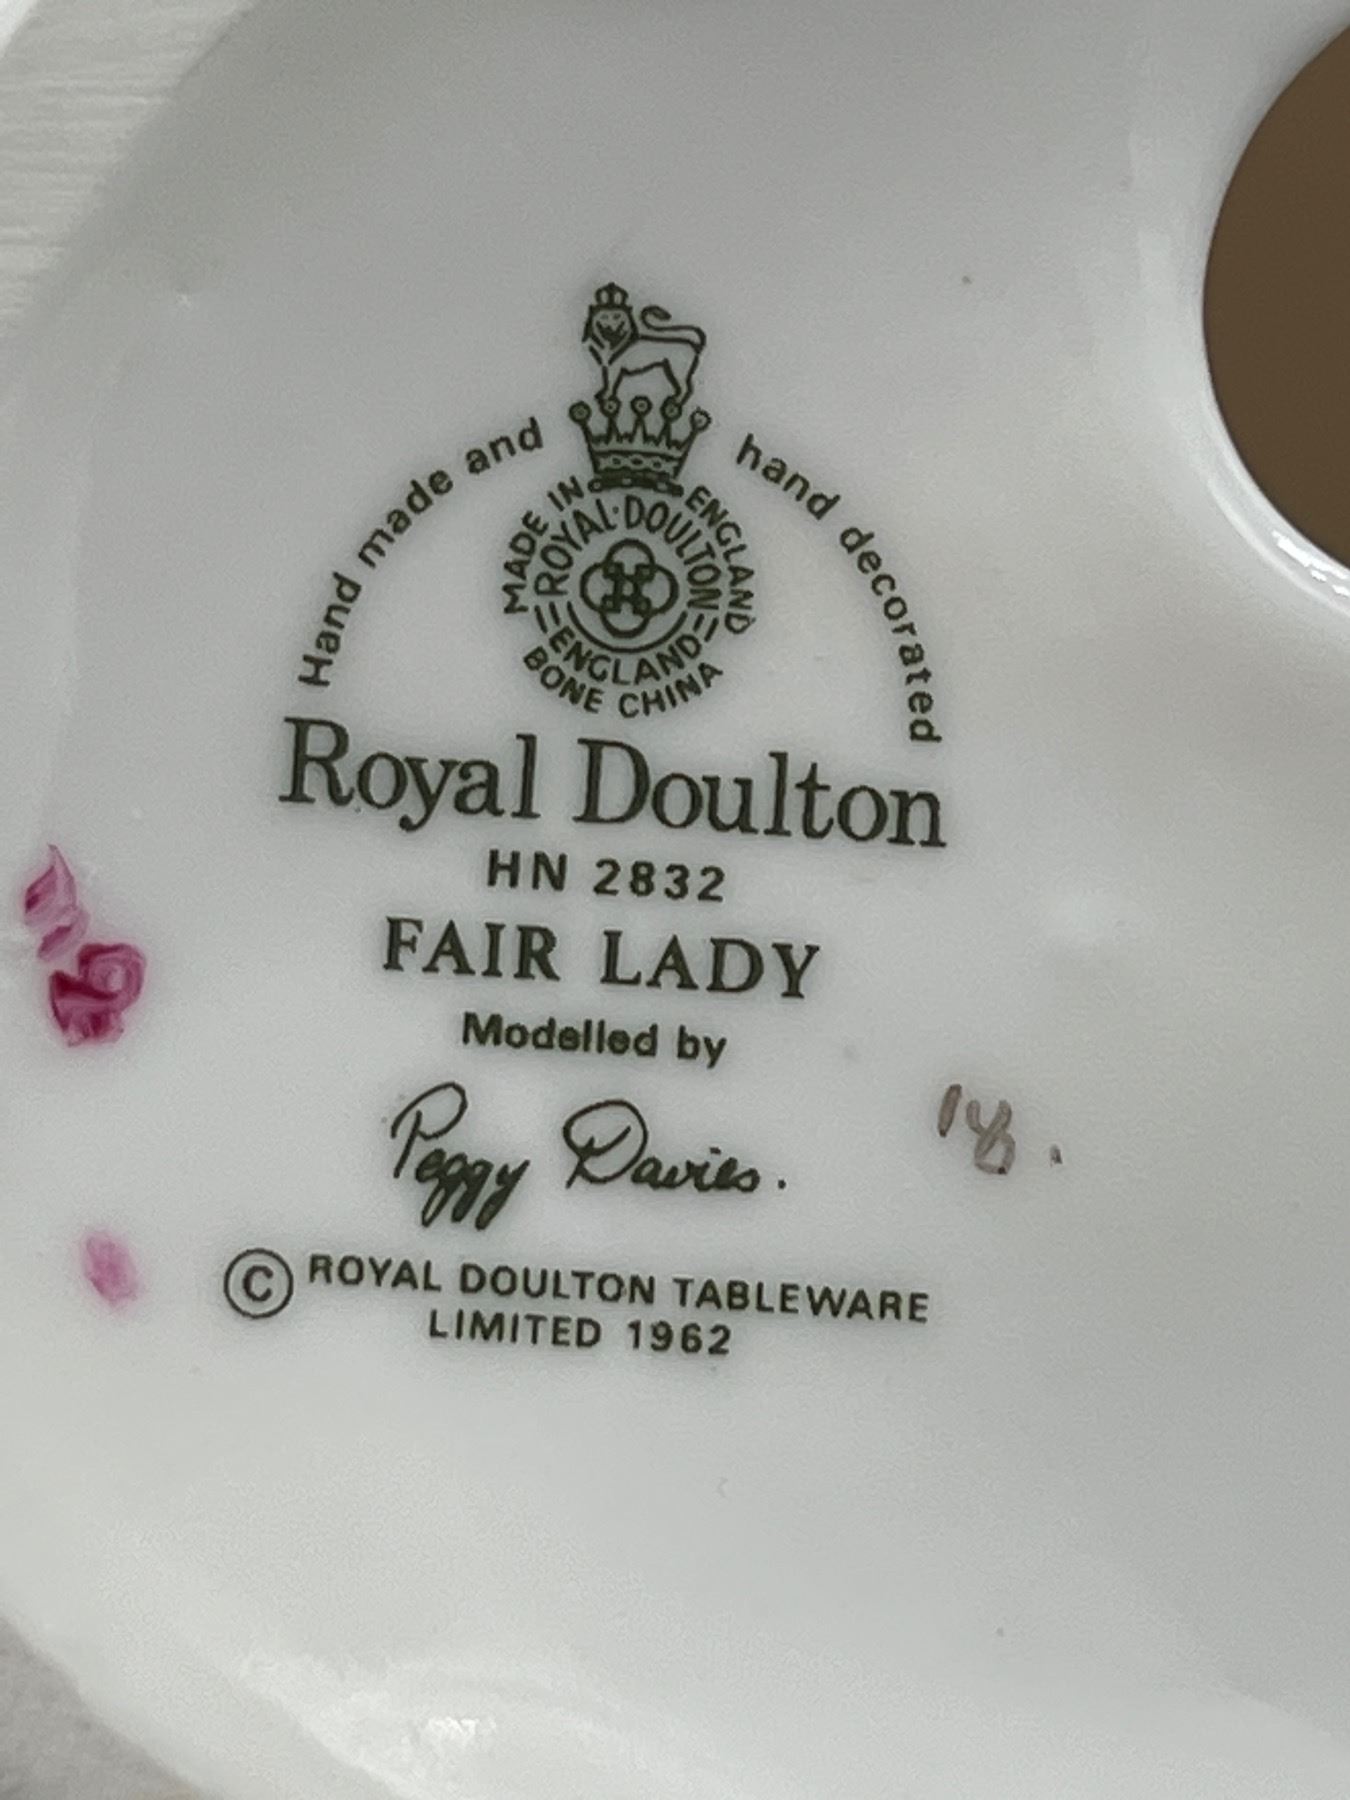 Hand made and hand decorated
MADE IN ENGLAND
ROYAL·DOULTON
ENGLAND
BONE CHINA
Royal Doulton
HN 2832
FAIR LADY
Modelled by
Peggy Davies.
© ROYAL DOULTON TABLEWARE
LIMITED 1962